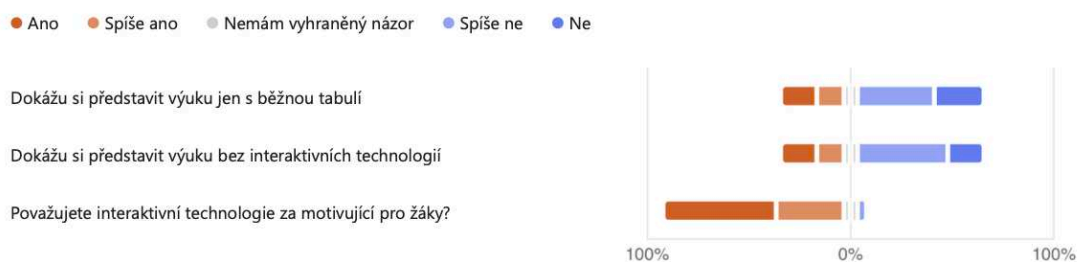 Ano Spíše ano Nemám vyhraněný názor Spíše ne Ne
Dokážu si představit výuku jen s běžnou tabulí
Dokážu si představit výuku bez interaktivních technologií
Považujete interaktivní technologie za motivující pro žáky?
100% 0% 100%